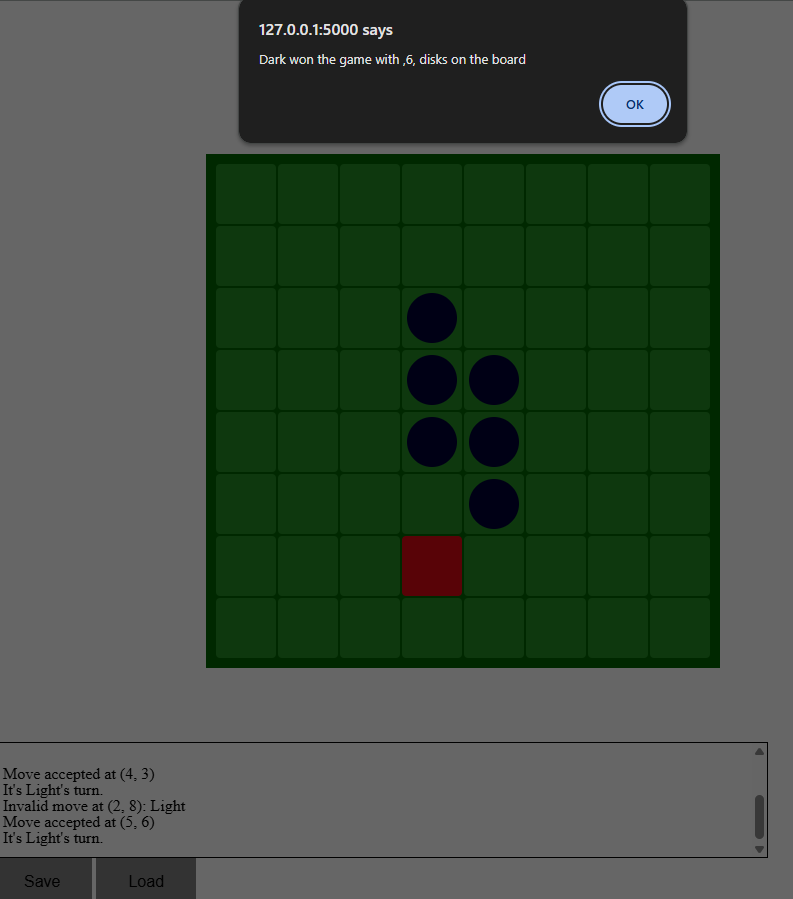 127.0.0.1:5000 says
Dark won the game with ,6, disks on the board
OK
Move accepted at (4, 3)
It's Light's turn.
Invalid move at (2, 8): Light
Move accepted at (5, 6)
It's Light's turn.
Save
Load